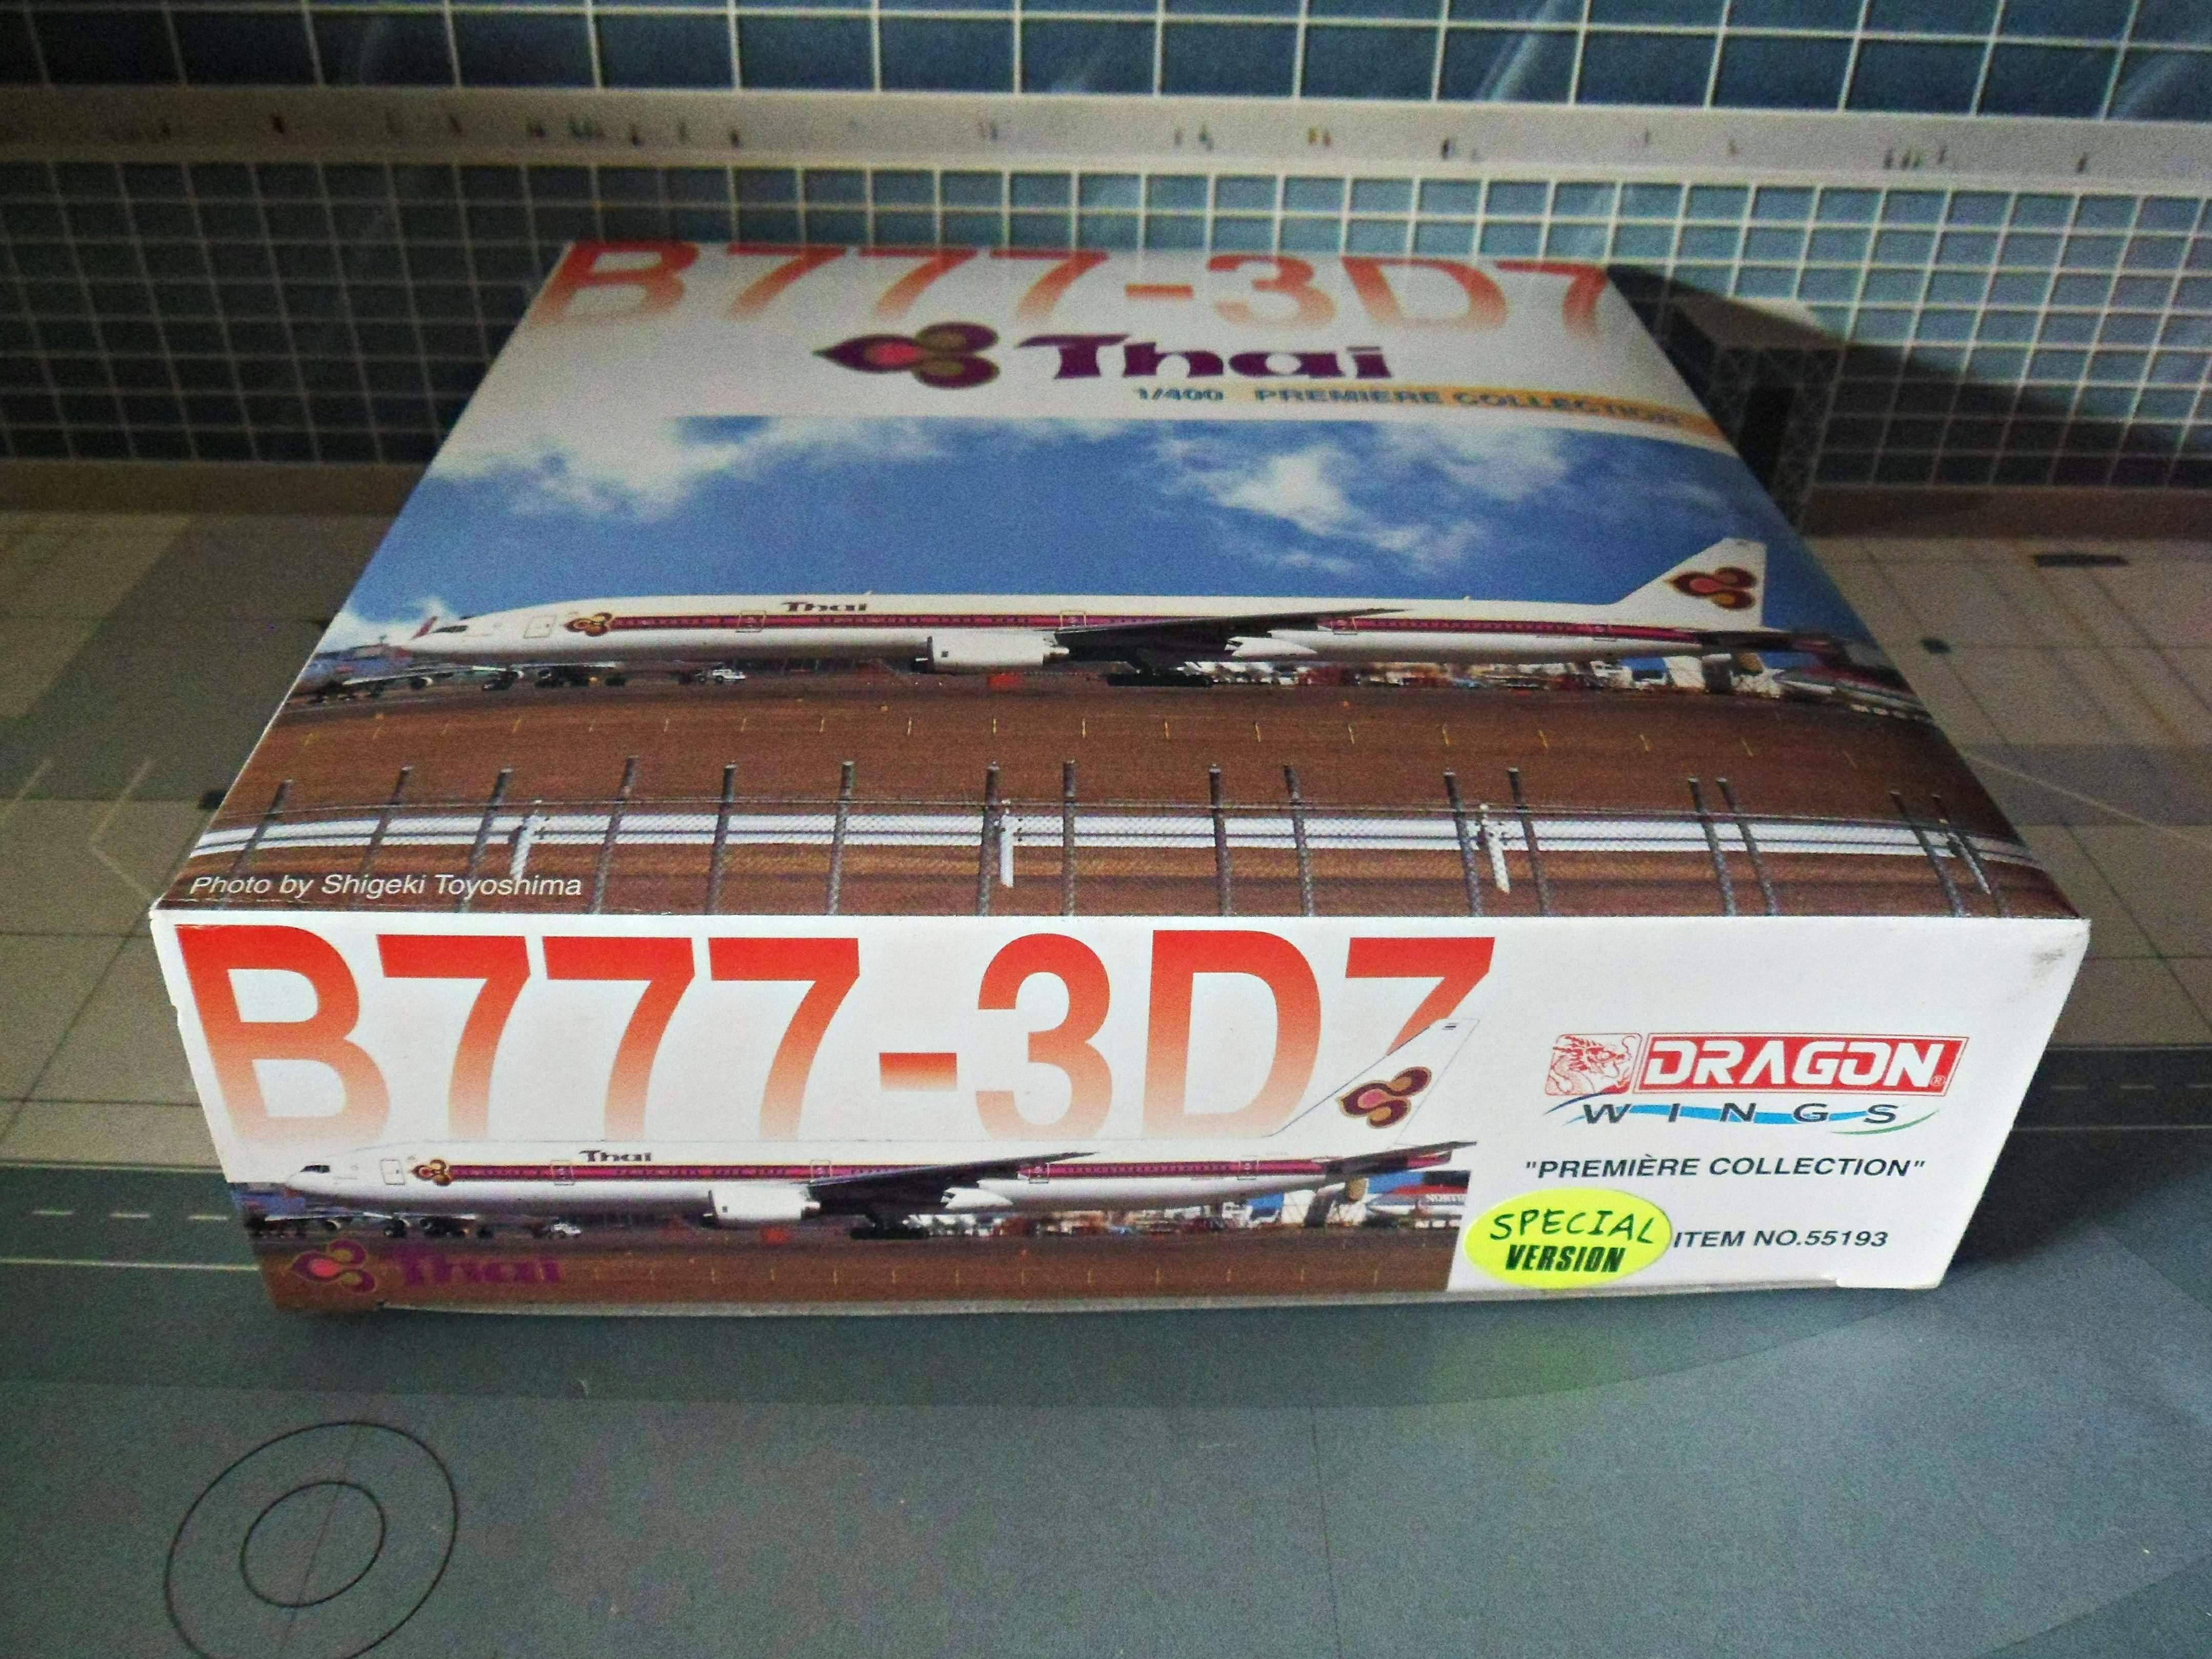 B777-3D7
Thai
1/400 PREMIERE COLLECTION
Thai
Photo by Shigeki Toyoshima
B777-3D7
Thai
Thai
DRAGON®
WINGS
"PREMIÈRE COLLECTION"
SPECIAL
VERSION
ITEM NO.55193